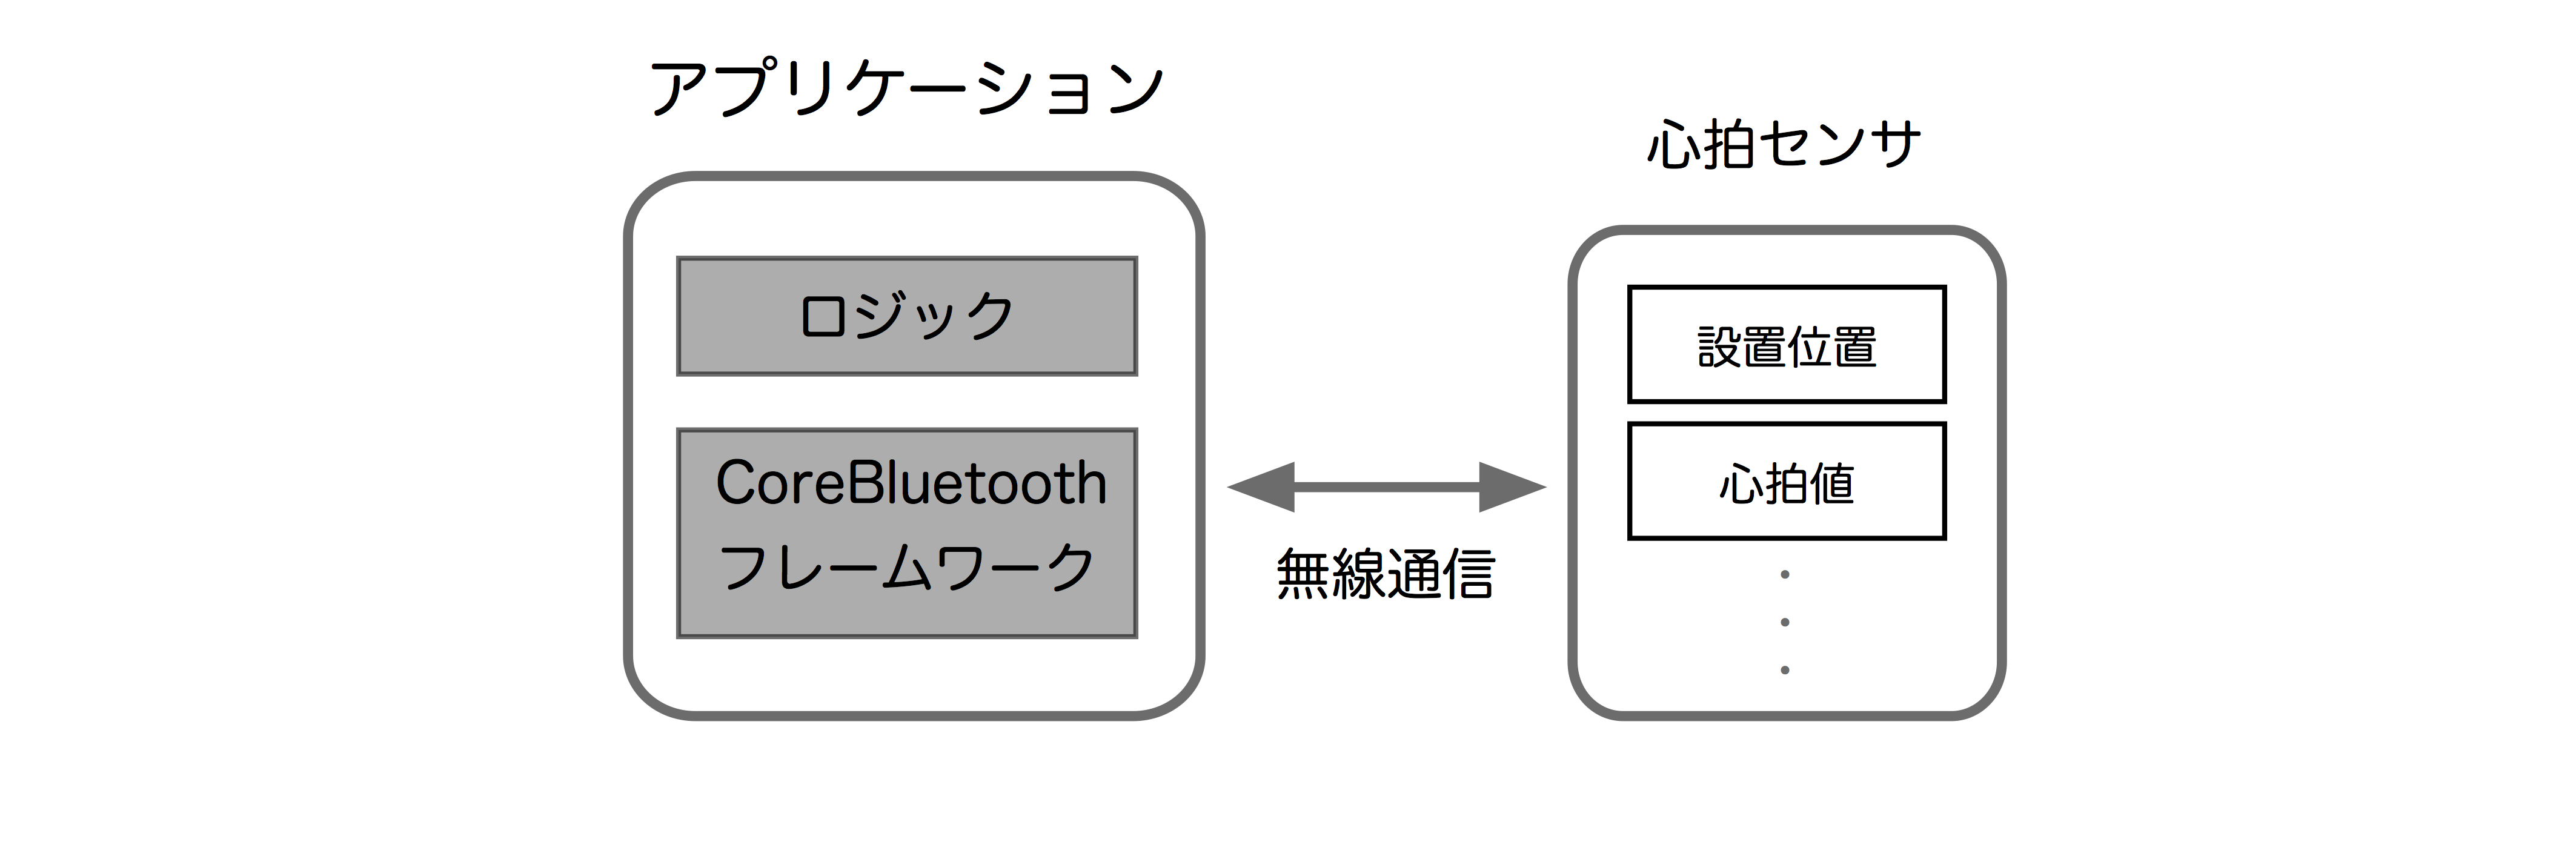 アプリケーション
ロジック
CoreBluetooth
フレームワーク
無線通信
心拍センサ
設置位置
心拍値